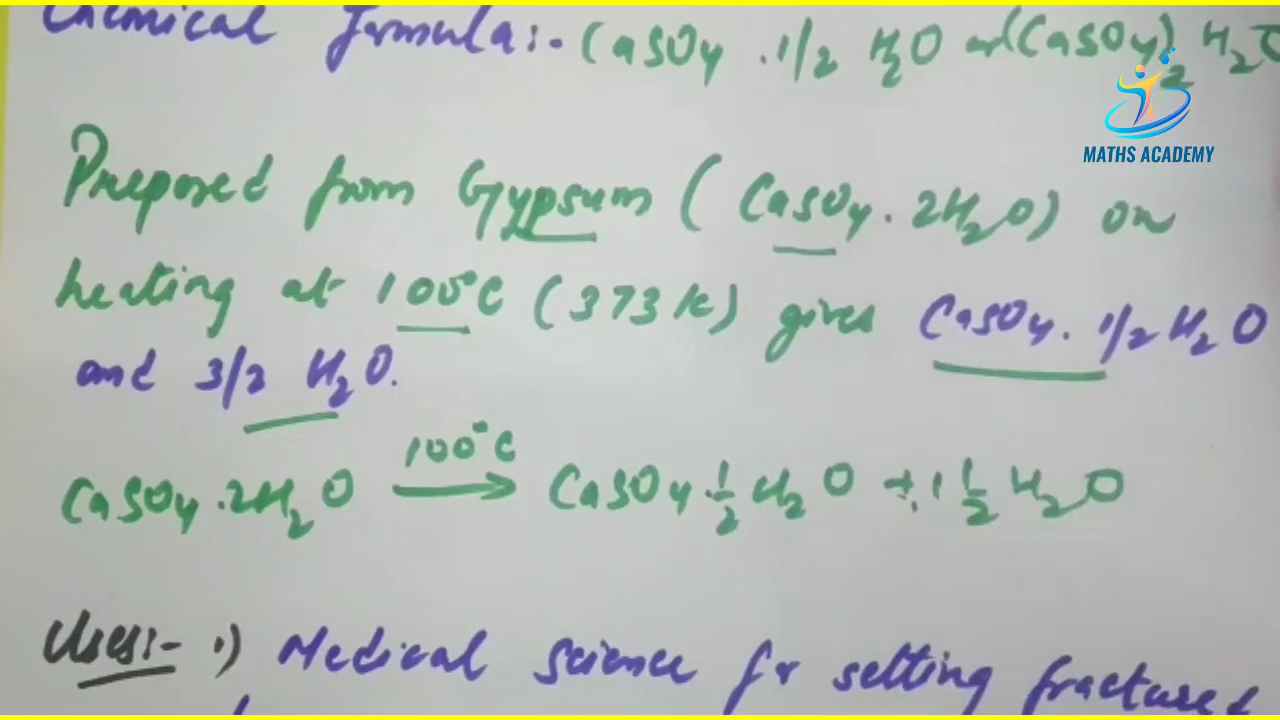 Chemical formula:- CaSO4 . 1/2 H2O or (CaSO4)2 H2O
MATHS ACADEMY
Prepared from Gypsum ( CaSO4 . 2H2O) on
heating at 100°C (373 K) gives CaSO4 . 1/2 H2O
and 3/2 H2O.
100°C
CaSO4 .2H2O → CaSO4 . 1/2 H2O + 1 1/2 H2O
Uses:- 1) Medical science for setting fractured